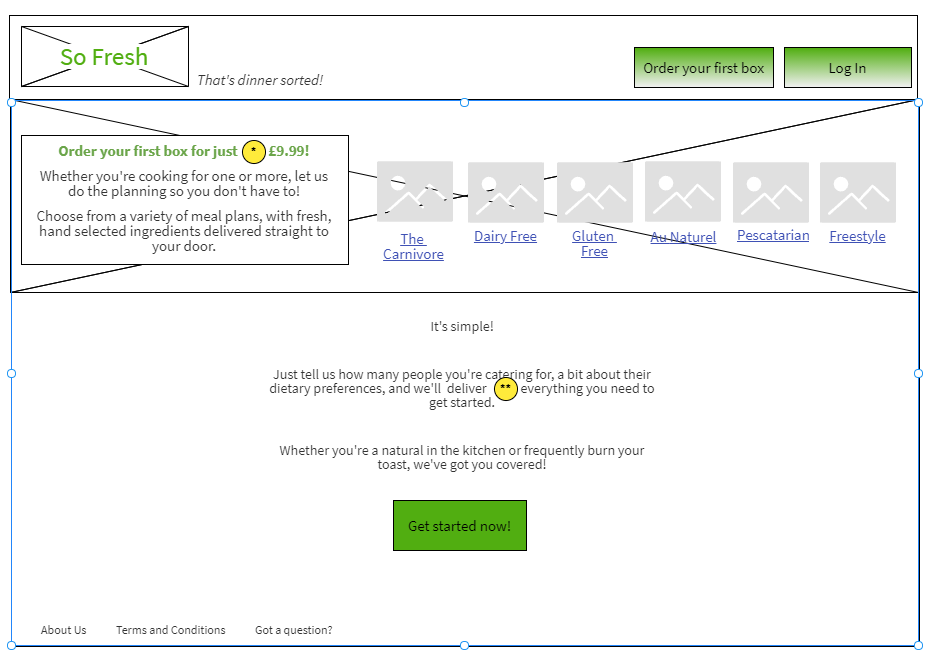 So Fresh
That's dinner sorted!
Order your first box
Log In
Order your first box for just * £9.99!
Whether you're cooking for one or more, let us
do the planning so you don't have to!
Choose from a variety of meal plans, with fresh,
hand selected ingredients delivered straight to
your door.
The
Carnivore
Dairy Free
Gluten
Free
Au Naturel
Pescatarian
Freestyle
It's simple!
Just tell us how many people you're catering for, a bit about their
dietary preferences, and we'll deliver ** everything you need to
get started.
Whether you're a natural in the kitchen or frequently burn your
toast, we've got you covered!
Get started now!
About Us
Terms and Conditions
Got a question?